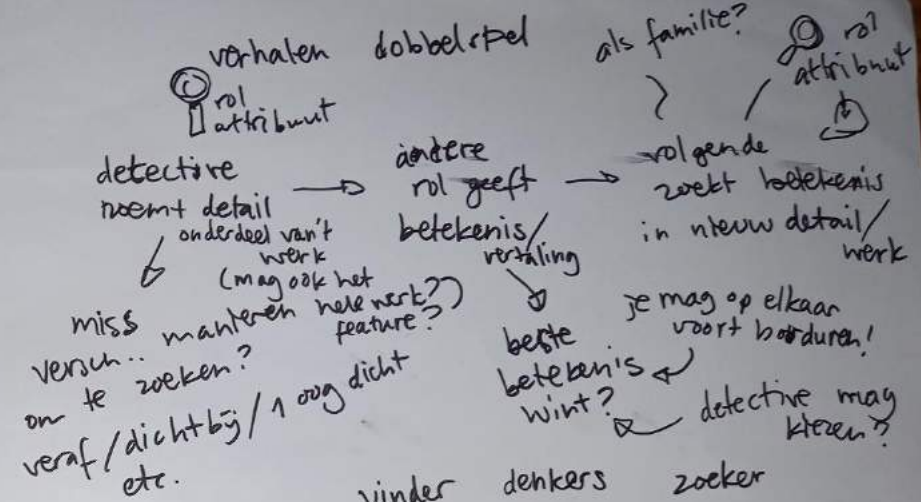 verhalen dobbelspel
als familie?
rol
attribuut
rol
attribuut
detective
noemt detail
onderdeel van't
werk
(mag ook het
hele werk?)
feature?
andere
rol geeft
betekenis/
vertaling
volgende
zoekt betekenis
in nieuw detail/
werk
miss
versch.. manieren
om te zoeken?
veraf/dichtbij/1 oog dicht
etc.
beste
betekenis
wint?
je mag op elkaar
voort borduren!
detective mag
kiezen?
vinder denkers zoeker